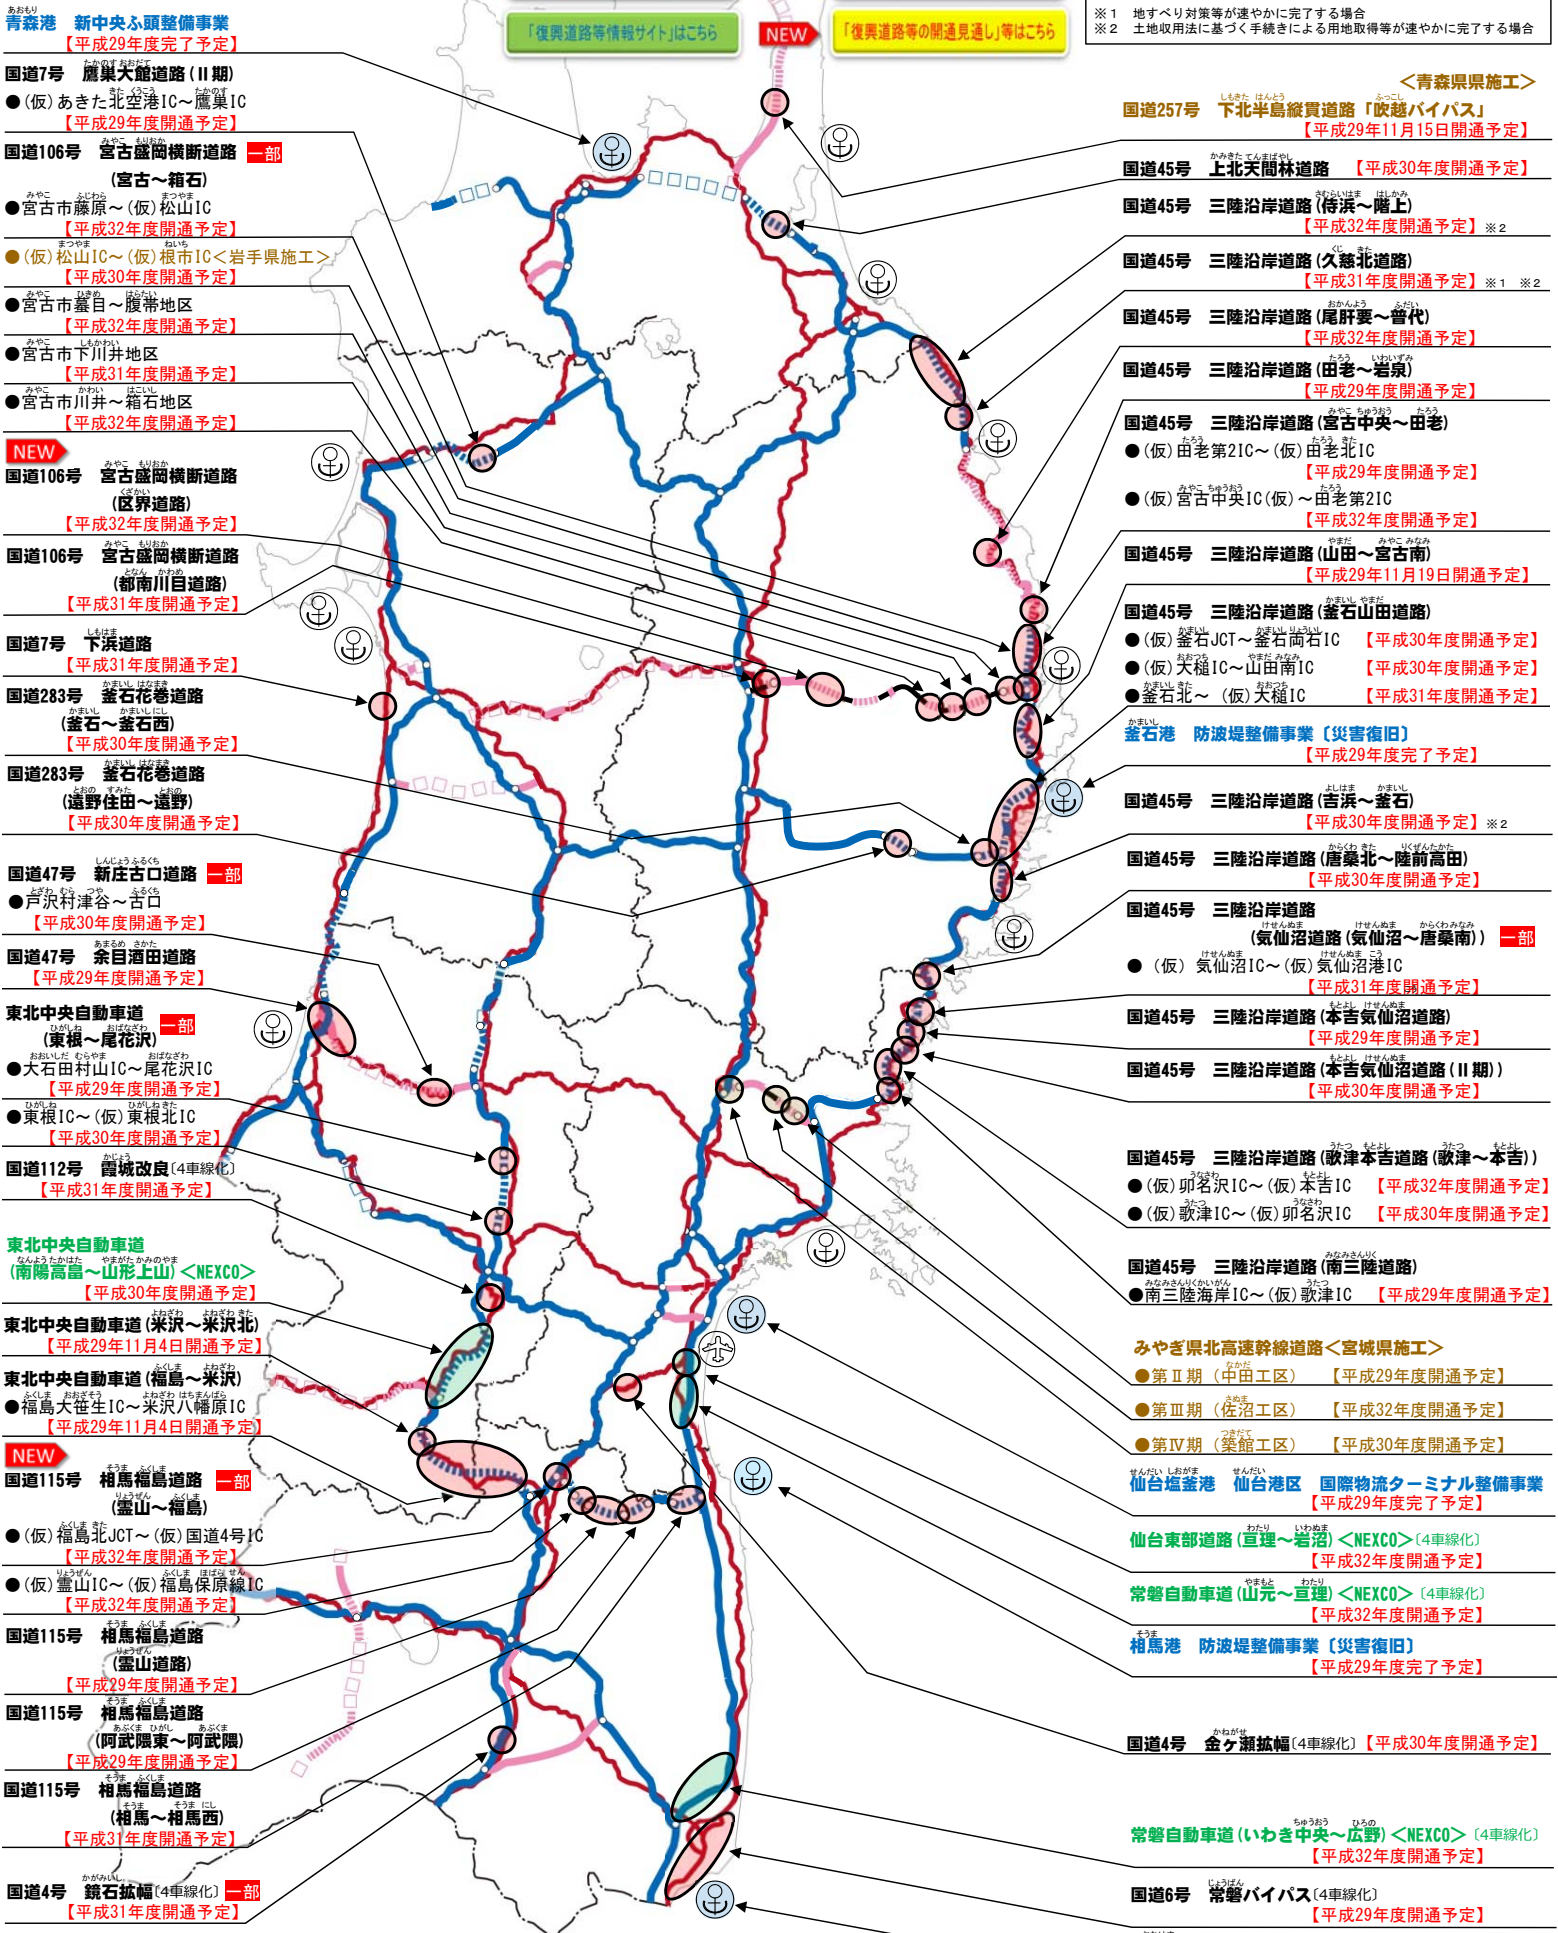 「復興道路等情報サイト」はこちら
NEW
「復興道路等の開通見通し」等はこちら
※1 地すべり対策等が速やかに完了する場合
※2 土地収用法に基づく手続きによる用地取得等が速やかに完了する場合
青森港 新中央ふ頭整備事業
【平成29年度完了予定】
国道7号 鷹巣大館道路(Ⅱ期)
●(仮)あきた北空港IC～鷹巣IC
【平成29年度開通予定】
国道106号 宮古盛岡横断道路 一部
(宮古～箱石)
●宮古市藤原～(仮)松山IC
【平成32年度開通予定】
●(仮)松山IC～(仮)根市IC＜岩手県施工＞
【平成30年度開通予定】
●宮古市蟇目～腹帯地区
【平成32年度開通予定】
●宮古市下川井地区
【平成31年度開通予定】
●宮古市川井～箱石地区
【平成32年度開通予定】
NEW
国道106号 宮古盛岡横断道路
(区界道路)
【平成32年度開通予定】
国道106号 宮古盛岡横断道路
(都南川目道路)
【平成31年度開通予定】
国道7号 下浜道路
【平成31年度開通予定】
国道283号 釜石花巻道路
(釜石～釜石西)
【平成30年度開通予定】
国道283号 釜石花巻道路
(遠野住田～遠野)
【平成30年度開通予定】
国道47号 新庄古口道路 一部
●戸沢村津谷～古口
【平成30年度開通予定】
国道47号 余目酒田道路
【平成29年度開通予定】
東北中央自動車道
(東根～尾花沢) 一部
●大石田村山IC～尾花沢IC
【平成29年度開通予定】
●東根IC～(仮)東根北IC
【平成30年度開通予定】
国道112号 霞城改良〔4車線化〕
【平成31年度開通予定】
東北中央自動車道
(南陽高畠～山形上山)＜NEXCO＞
【平成30年度開通予定】
東北中央自動車道(米沢～米沢北)
【平成29年11月4日開通予定】
東北中央自動車道(福島～米沢)
●福島大笹生IC～米沢八幡原IC
【平成29年11月4日開通予定】
NEW
国道115号 相馬福島道路 一部
(霊山～福島)
●(仮)福島北JCT～(仮)国道4号IC
【平成32年度開通予定】
●(仮)霊山IC～(仮)福島保原線IC
【平成32年度開通予定】
国道115号 相馬福島道路
(霊山道路)
【平成29年度開通予定】
国道115号 相馬福島道路
(阿武隈東～阿武隈)
【平成29年度開通予定】
国道115号 相馬福島道路
(相馬～相馬西)
【平成31年度開通予定】
国道4号 鏡石拡幅〔4車線化〕 一部
【平成31年度開通予定】
＜青森県県施工＞
国道257号 下北半島縦貫道路「吹越バイパス」
【平成29年11月15日開通予定】
国道45号 上北天間林道路 【平成30年度開通予定】
国道45号 三陸沿岸道路(侍浜～階上)
【平成32年度開通予定】※2
国道45号 三陸沿岸道路(久慈北道路)
【平成31年度開通予定】※1 ※2
国道45号 三陸沿岸道路(尾肝要～普代)
【平成32年度開通予定】
国道45号 三陸沿岸道路(田老～岩泉)
【平成29年度開通予定】
国道45号 三陸沿岸道路(宮古中央～田老)
●(仮)田老第2IC～(仮)田老北IC
【平成29年度開通予定】
●(仮)宮古中央IC(仮)～田老第2IC
【平成32年度開通予定】
国道45号 三陸沿岸道路(山田～宮古南)
【平成29年11月19日開通予定】
国道45号 三陸沿岸道路(釜石山田道路)
●(仮)釜石JCT～釜石両石IC 【平成30年度開通予定】
●(仮)大槌IC～山田南IC 【平成30年度開通予定】
●釜石北～(仮)大槌IC 【平成31年度開通予定】
釜石港 防波堤整備事業〔災害復旧〕
【平成29年度完了予定】
国道45号 三陸沿岸道路(吉浜～釜石)
【平成30年度開通予定】※2
国道45号 三陸沿岸道路(唐桑北～陸前高田)
【平成30年度開通予定】
国道45号 三陸沿岸道路
(気仙沼道路(気仙沼～唐桑南)) 一部
●(仮)気仙沼IC～(仮)気仙沼港IC
【平成31年度開通予定】
国道45号 三陸沿岸道路(本吉気仙沼道路)
【平成29年度開通予定】
国道45号 三陸沿岸道路(本吉気仙沼道路(Ⅱ期))
【平成30年度開通予定】
国道45号 三陸沿岸道路(歌津本吉道路(歌津～本吉))
●(仮)卯名沢IC～(仮)本吉IC 【平成32年度開通予定】
●(仮)歌津IC～(仮)卯名沢IC 【平成30年度開通予定】
国道45号 三陸沿岸道路(南三陸道路)
●南三陸海岸IC～(仮)歌津IC 【平成29年度開通予定】
みやぎ県北高速幹線道路＜宮城県施工＞
●第Ⅱ期(中田工区) 【平成29年度開通予定】
●第Ⅲ期(佐沼工区) 【平成32年度開通予定】
●第Ⅳ期(築館工区) 【平成30年度開通予定】
仙台塩釜港 仙台港区 国際物流ターミナル整備事業
【平成29年度完了予定】
仙台東部道路(亘理～岩沼)＜NEXCO＞〔4車線化〕
【平成32年度開通予定】
常磐自動車道(山元～亘理)＜NEXCO＞〔4車線化〕
【平成32年度開通予定】
相馬港 防波堤整備事業〔災害復旧〕
【平成29年度完了予定】
国道4号 金ヶ瀬拡幅〔4車線化〕【平成30年度開通予定】
常磐自動車道(いわき中央～広野)＜NEXCO＞〔4車線化〕
【平成32年度開通予定】
国道6号 常磐バイパス〔4車線化〕
【平成29年度開通予定】